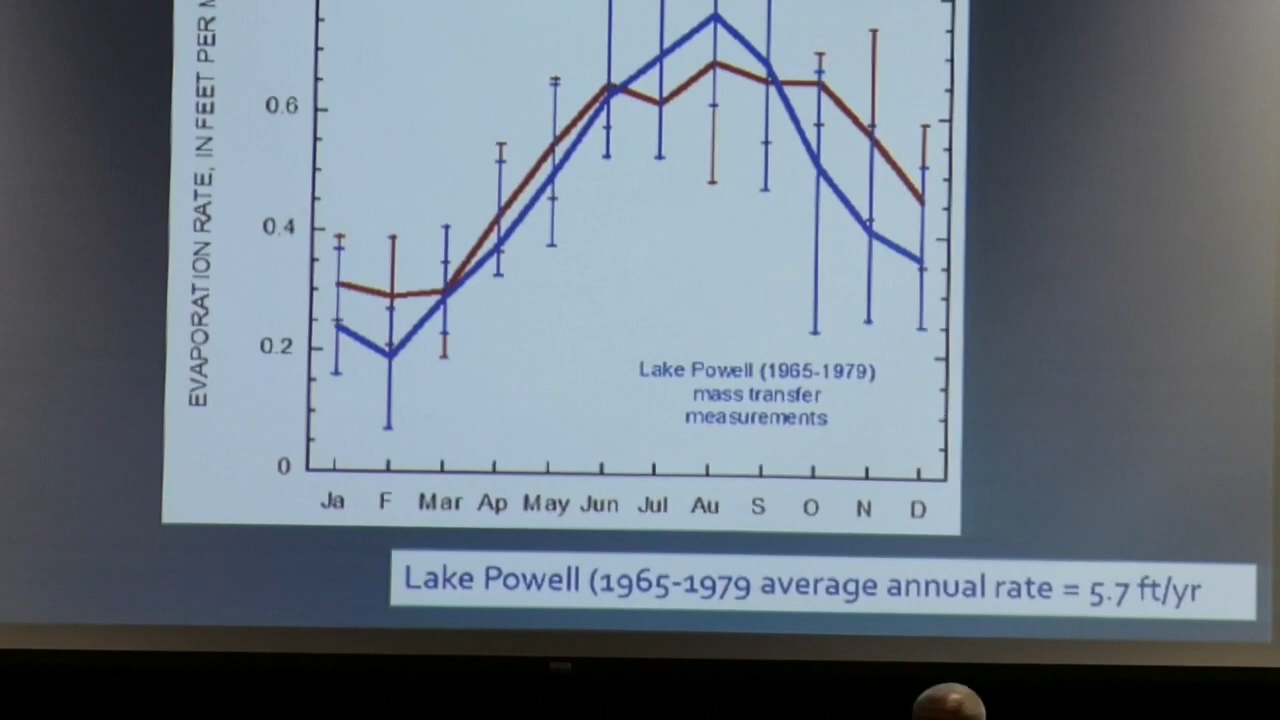 EVAPORATION RATE, IN FEET PER
0.6
0.4
0.2
0
Lake Powell (1965-1979)
mass transfer
measurements
Ja F Mar Ap May Jun Jul Au S O N D
Lake Powell (1965-1979 average annual rate = 5.7 ft/yr